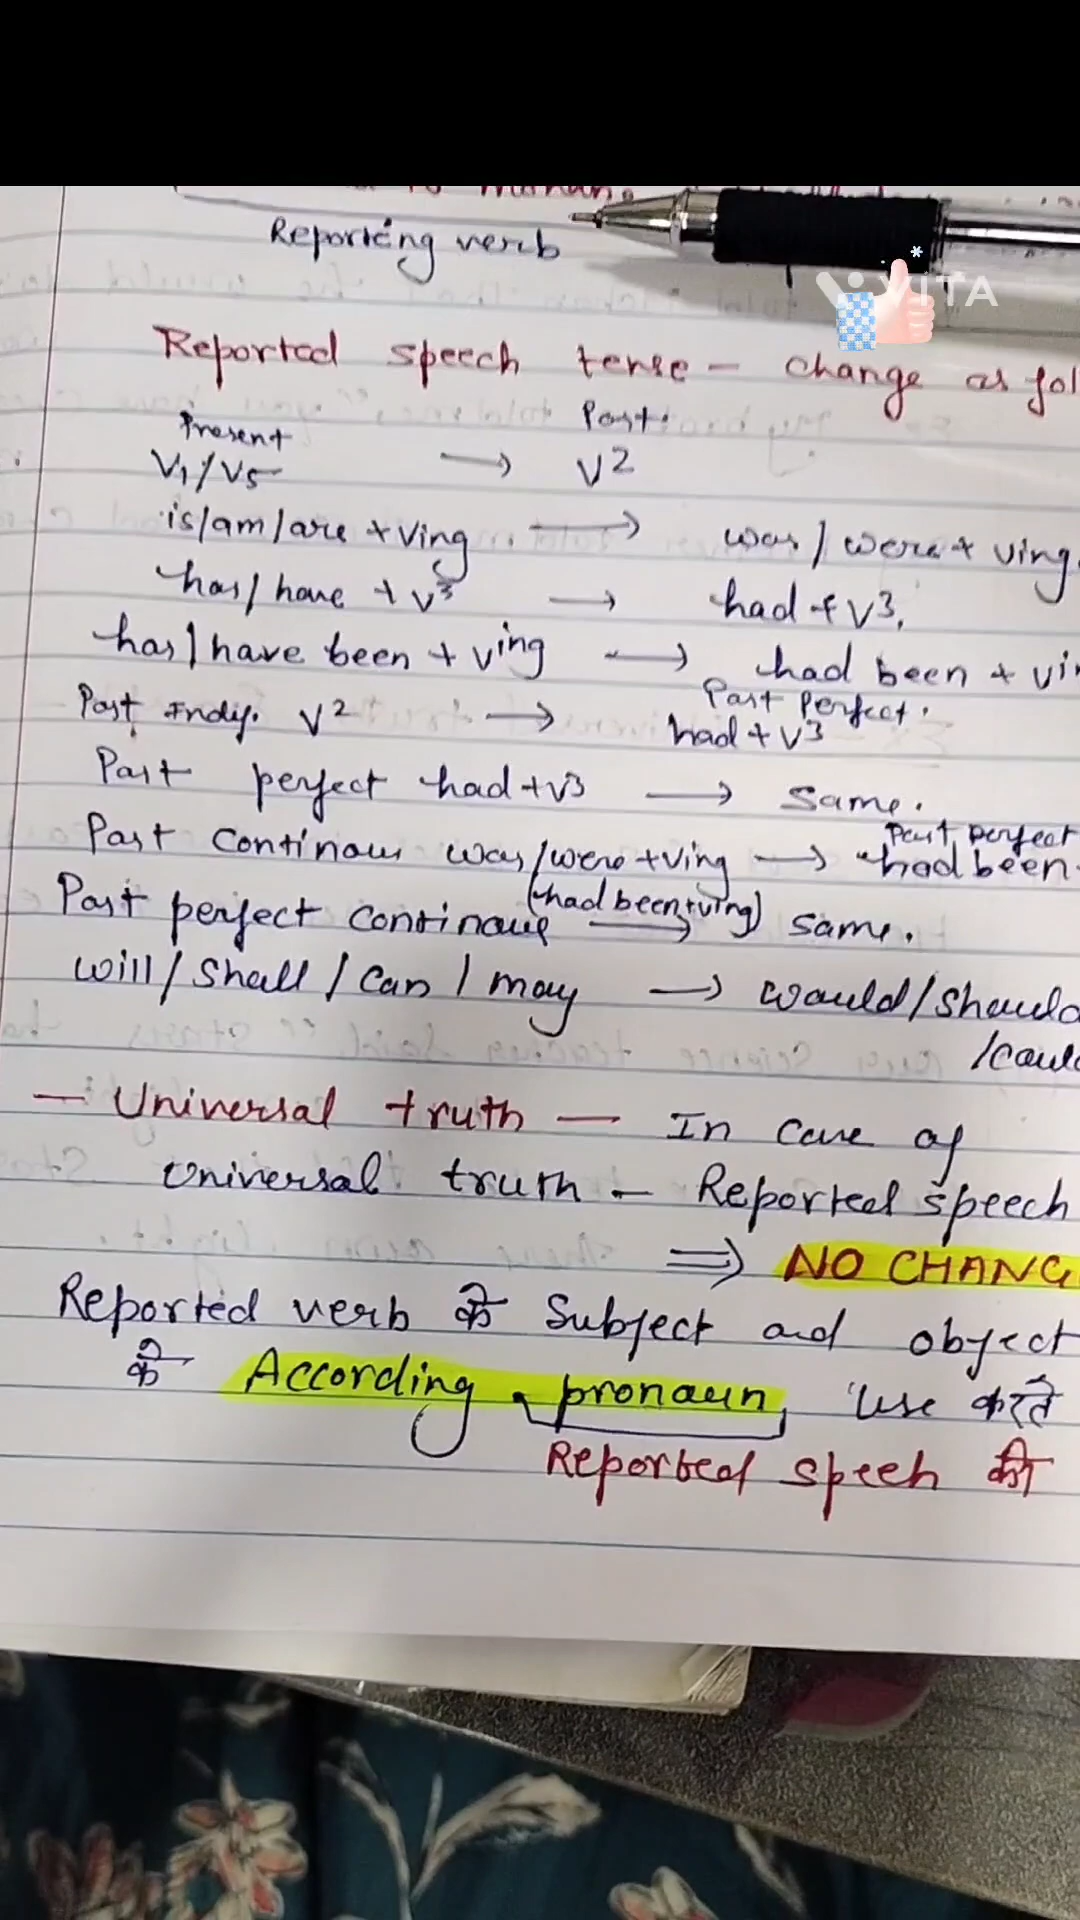 Reporting verb
VITA
Reported speech tense - change as fol
Present Past.
V1/V5 → V2
is/am/are + Ving → was/were + ving
has/have + V3 → had + V3.
has/have been + Ving → had been + vi
Past Indi. V2 → Past perfect. had + V3
Past perfect had + v3 → Same.
Past Continous was/were + ving → Past perfect had been
Past perfect continous (had been + ving) → Same.
will/Shall/Can/may → would/should
/coul
- Universal truth - In case of
universal truth - Reported speech
⇒ NO CHANG
Reported verb के Subject and object
के According pronoun use करते
Reported speeh की